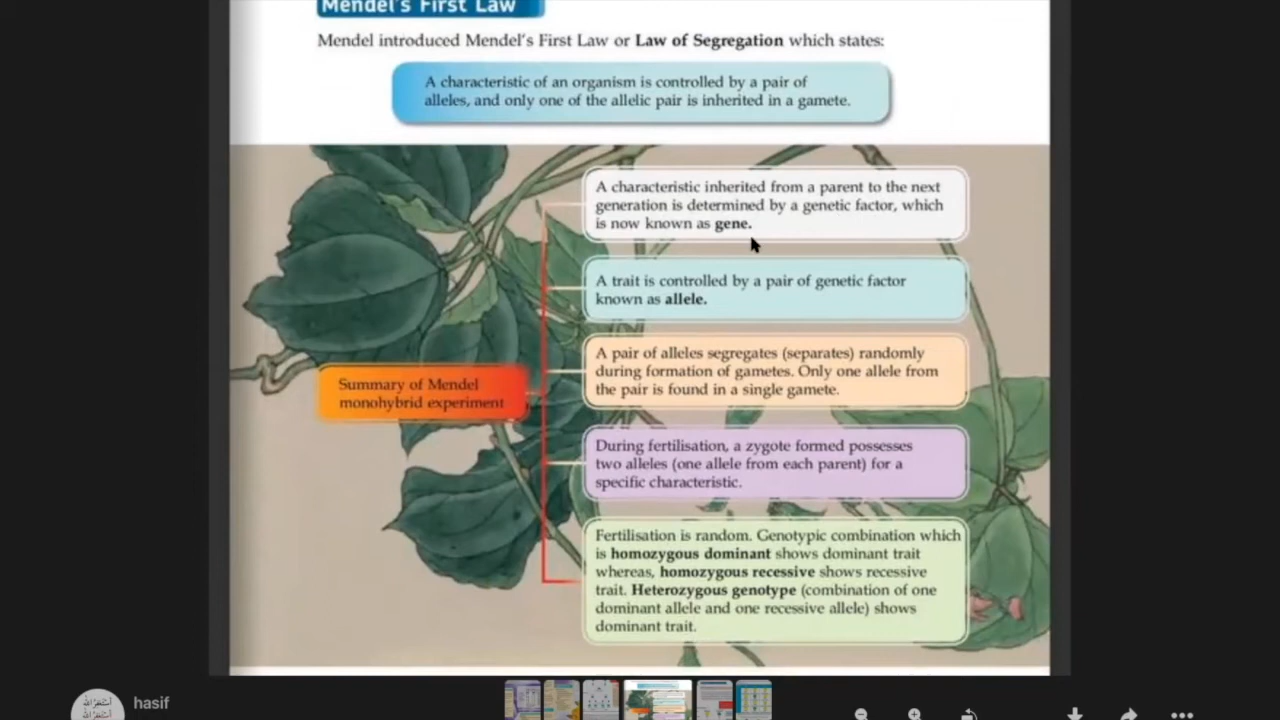 Mendel's First Law
Mendel introduced Mendel's First Law or Law of Segregation which states:
A characteristic of an organism is controlled by a pair of
alleles, and only one of the allelic pair is inherited in a gamete.
A characteristic inherited from a parent to the next
generation is determined by a genetic factor, which
is now known as gene.
A trait is controlled by a pair of genetic factor
known as allele.
A pair of alleles segregates (separates) randomly
during formation of gametes. Only one allele from
the pair is found in a single gamete.
Summary of Mendel
monohybrid experiment
During fertilisation, a zygote formed possesses
two alleles (one allele from each parent) for a
specific characteristic.
Fertilisation is random. Genotypic combination which
is homozygous dominant shows dominant trait
whereas, homozygous recessive shows recessive
trait. Heterozygous genotype (combination of one
dominant allele and one recessive allele) shows
dominant trait.
أستغفر الله
أستغفر الله
hasif